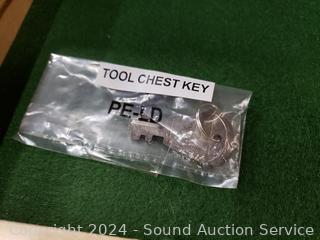 TOOL CHEST KEY
PE-LD
Copyright 2024 - Sound Auction Service